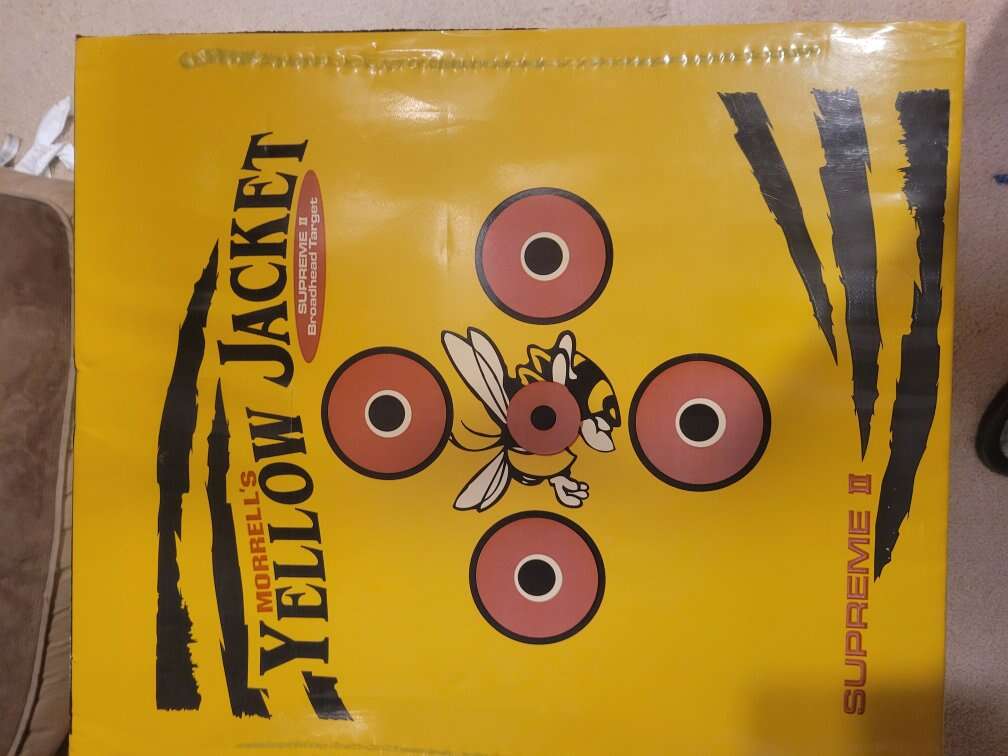 MORRELL'S
YELLOW JACKET
SUPREME II
Broadhead Target
SUPREME II